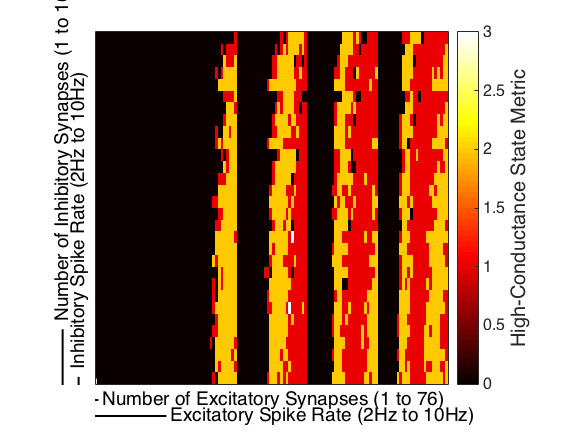 Number of Inhibitory Synapses (1 to
Inhibitory Spike Rate (2Hz to 10Hz)
3
2.5
2
1.5
1
0.5
0
High-Conductance State Metric
Number of Excitatory Synapses (1 to 76)
Excitatory Spike Rate (2Hz to 10Hz)